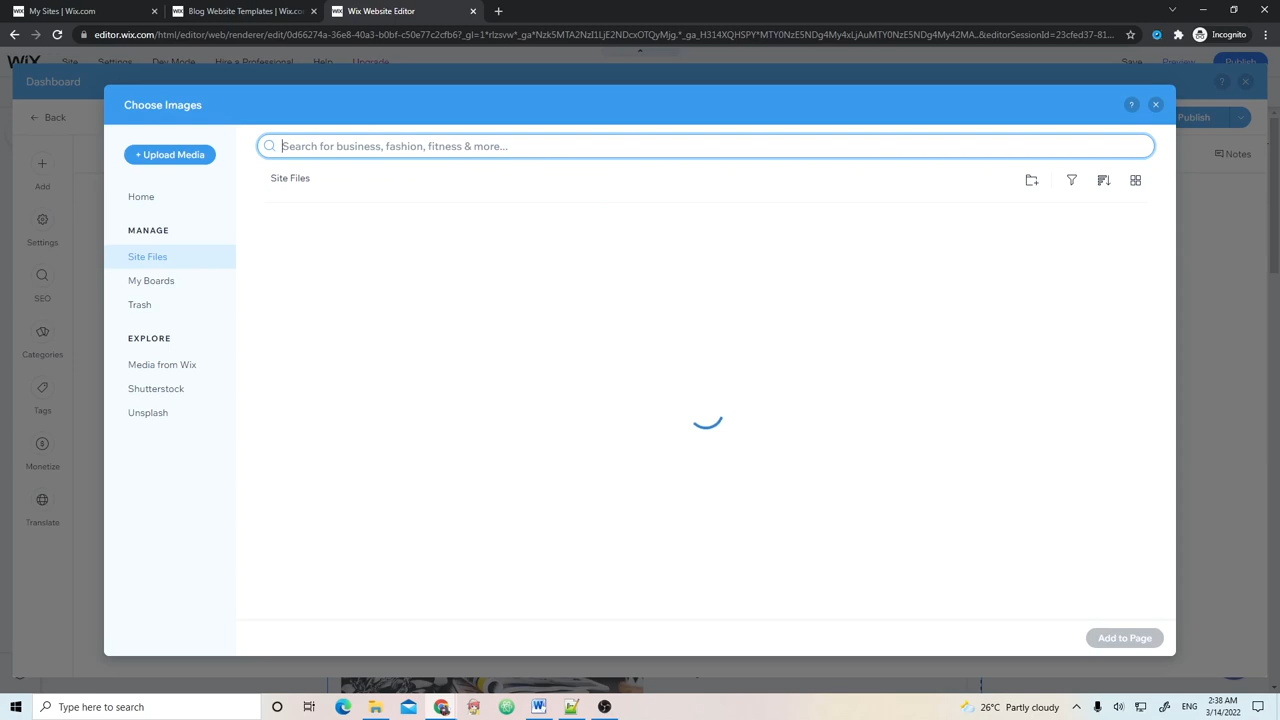 My Sites | Wix.com
Blog Website Templates | Wix.co
Wix Website Editor
editor.wix.com/html/editor/web/renderer/edit/0d66274a-36e8-40a3-b0bf-c50e77c2cfb6?_gl=1*rlzsvw*_ga*Nzk5MTA2NzI1LjE2NDcxOTQyMjg.*_ga_H314XQHSPY*MTY0NzE5NDg4My4xLjAuMTY0NzE5NDg4My42MA..&editorSessionId=23cfed37-81...
Incognito
WiX Site Settings Dev Mode Hire a Professional Help Upgrade Save Preview Publish
Dashboard
Choose Images
Back
Publish
+ Upload Media
Search for business, fashion, fitness & more...
Notes
Site Files
Add
Home
MANAGE
Settings
Site Files
My Boards
SEO
Trash
EXPLORE
Categories
Media from Wix
Shutterstock
Tags
Unsplash
Monetize
Translate
Add to Page
Type here to search
26°C Partly cloudy
ENG
2:38 AM
3/14/2022